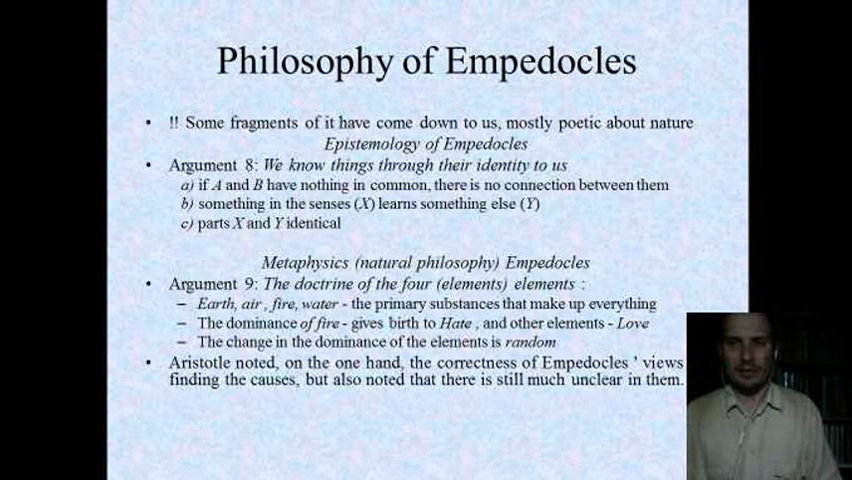 Philosophy of Empedocles
• !! Some fragments of it have come down to us, mostly poetic about nature
Epistemology of Empedocles
• Argument 8: We know things through their identity to us
a) if A and B have nothing in common, there is no connection between them
b) something in the senses (X) learns something else (Y)
c) parts X and Y identical
Metaphysics (natural philosophy) Empedocles
• Argument 9: The doctrine of the four (elements) elements :
– Earth, air , fire, water - the primary substances that make up everything
– The dominance of fire - gives birth to Hate , and other elements - Love
– The change in the dominance of the elements is random
• Aristotle noted, on the one hand, the correctness of Empedocles ' views
finding the causes, but also noted that there is still much unclear in them.